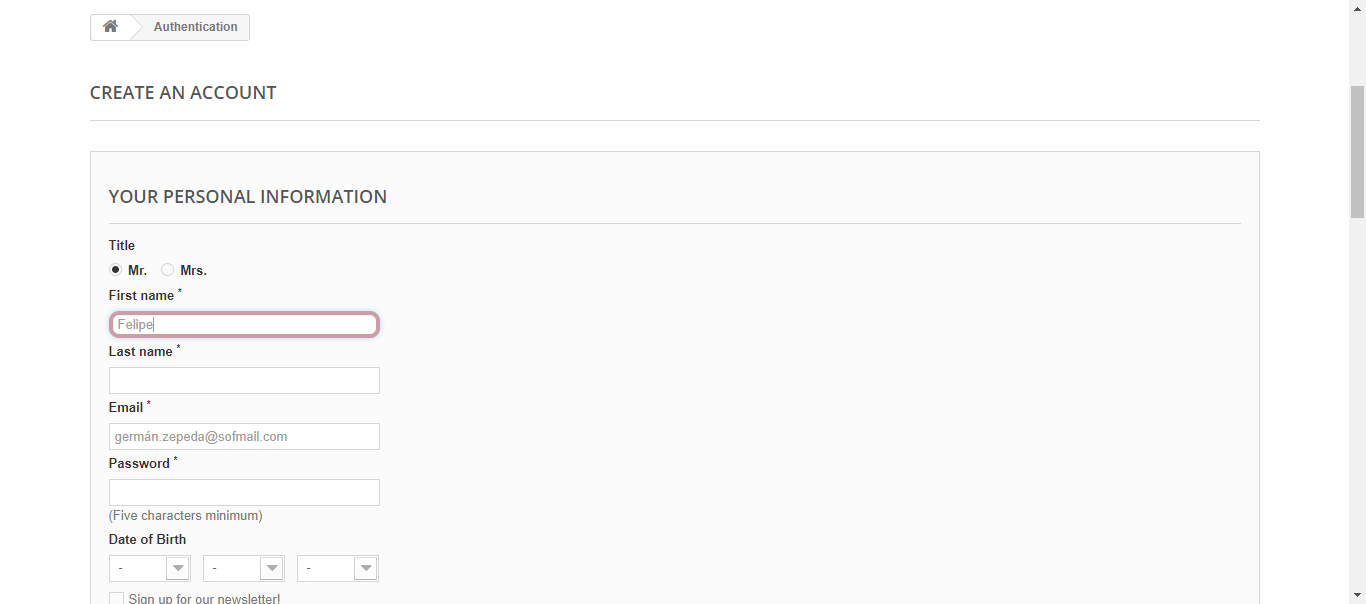 Authentication
CREATE AN ACCOUNT
YOUR PERSONAL INFORMATION
Title
Mr. Mrs.
First name *
Felipe
Last name *
Email *
germán.zepeda@sofmail.com
Password *
(Five characters minimum)
Date of Birth
- - -
Sign up for our newsletter!